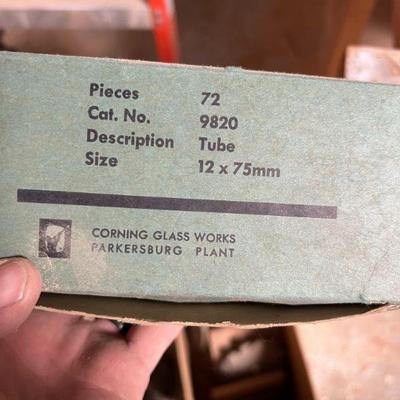 Pieces 72
Cat. No. 9820
Description Tube
Size 12 x 75mm
CORNING GLASS WORKS
PARKERSBURG PLANT